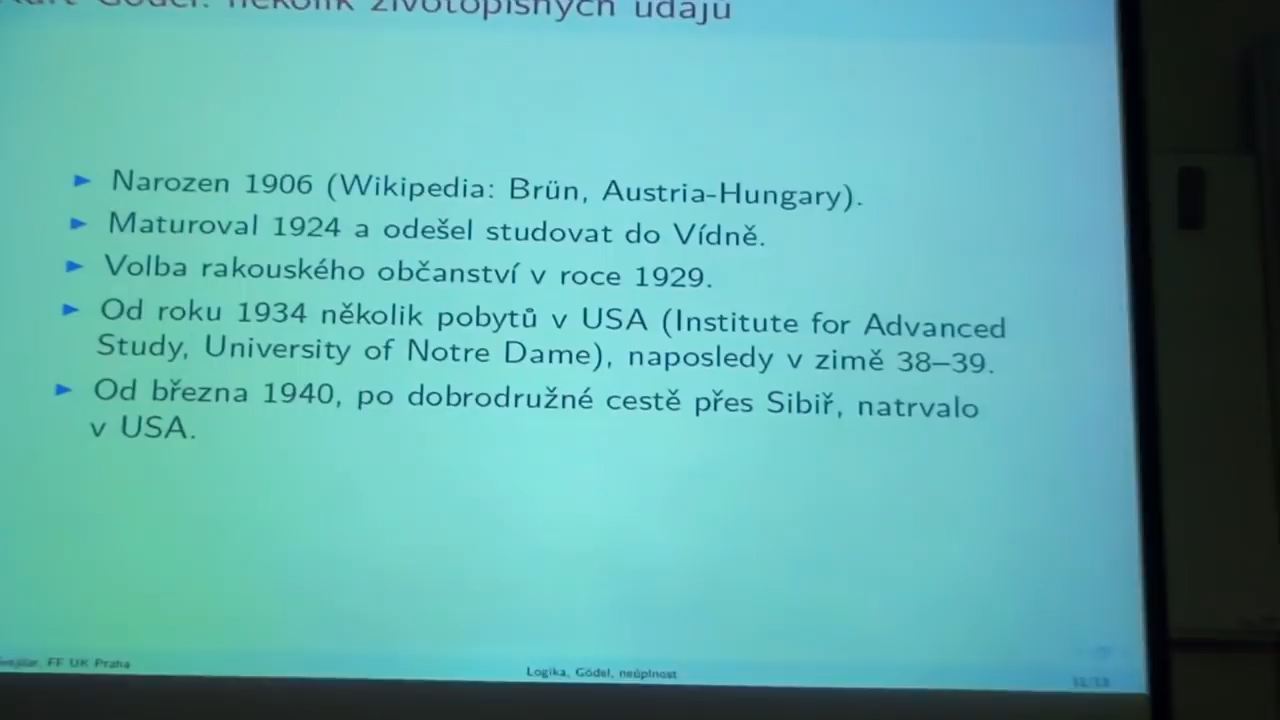 Kurt Gödel: několik životopisných údajů
► Narozen 1906 (Wikipedia: Brün, Austria-Hungary).
► Maturoval 1924 a odešel studovat do Vídně.
► Volba rakouského občanství v roce 1929.
► Od roku 1934 několik pobytů v USA (Institute for Advanced
Study, University of Notre Dame), naposledy v zimě 38–39.
► Od března 1940, po dobrodružné cestě přes Sibiř, natrvalo
v USA.
FF UK Praha
Logika, Gödel, neúplnost